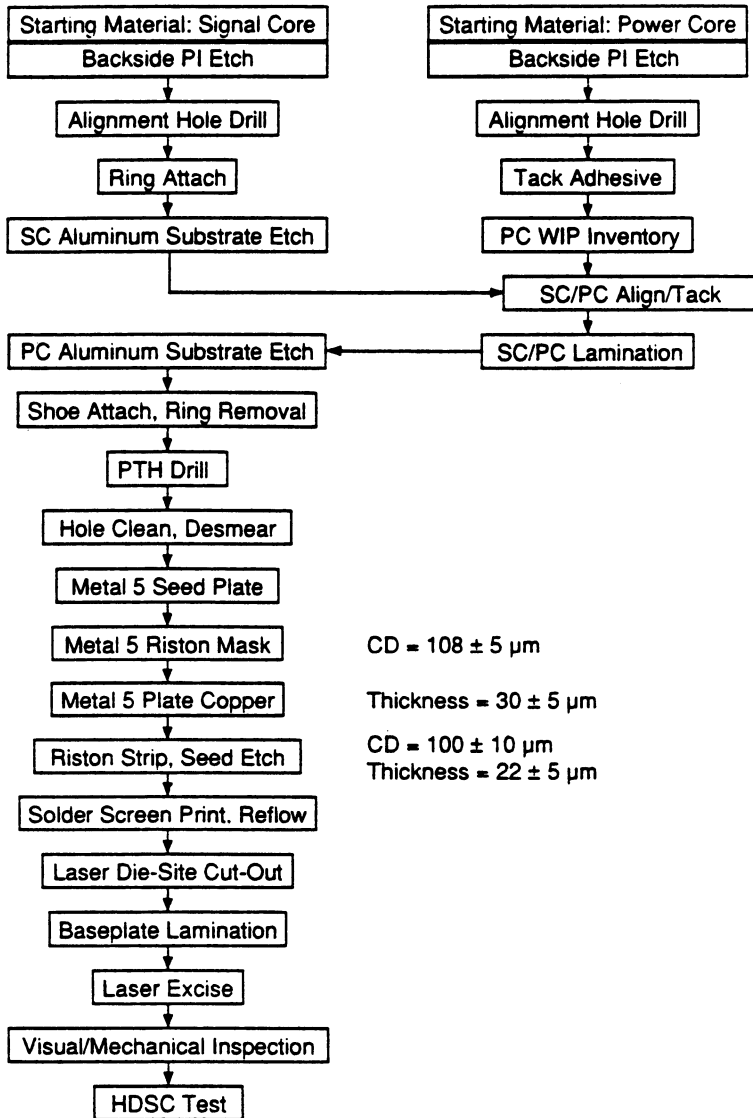 Starting Material: Signal Core
Backside PI Etch
Alignment Hole Drill
Ring Attach
SC Aluminum Substrate Etch
Starting Material: Power Core
Backside PI Etch
Alignment Hole Drill
Tack Adhesive
PC WIP Inventory
SC/PC Align/Tack
SC/PC Lamination
PC Aluminum Substrate Etch
Shoe Attach, Ring Removal
PTH Drill
Hole Clean, Desmear
Metal 5 Seed Plate
Metal 5 Riston Mask
CD = 108 ± 5 µm
Metal 5 Plate Copper
Thickness = 30 ± 5 µm
Riston Strip, Seed Etch
CD = 100 ± 10 µm
Thickness = 22 ± 5 µm
Solder Screen Print. Reflow
Laser Die-Site Cut-Out
Baseplate Lamination
Laser Excise
Visual/Mechanical Inspection
HDSC Test